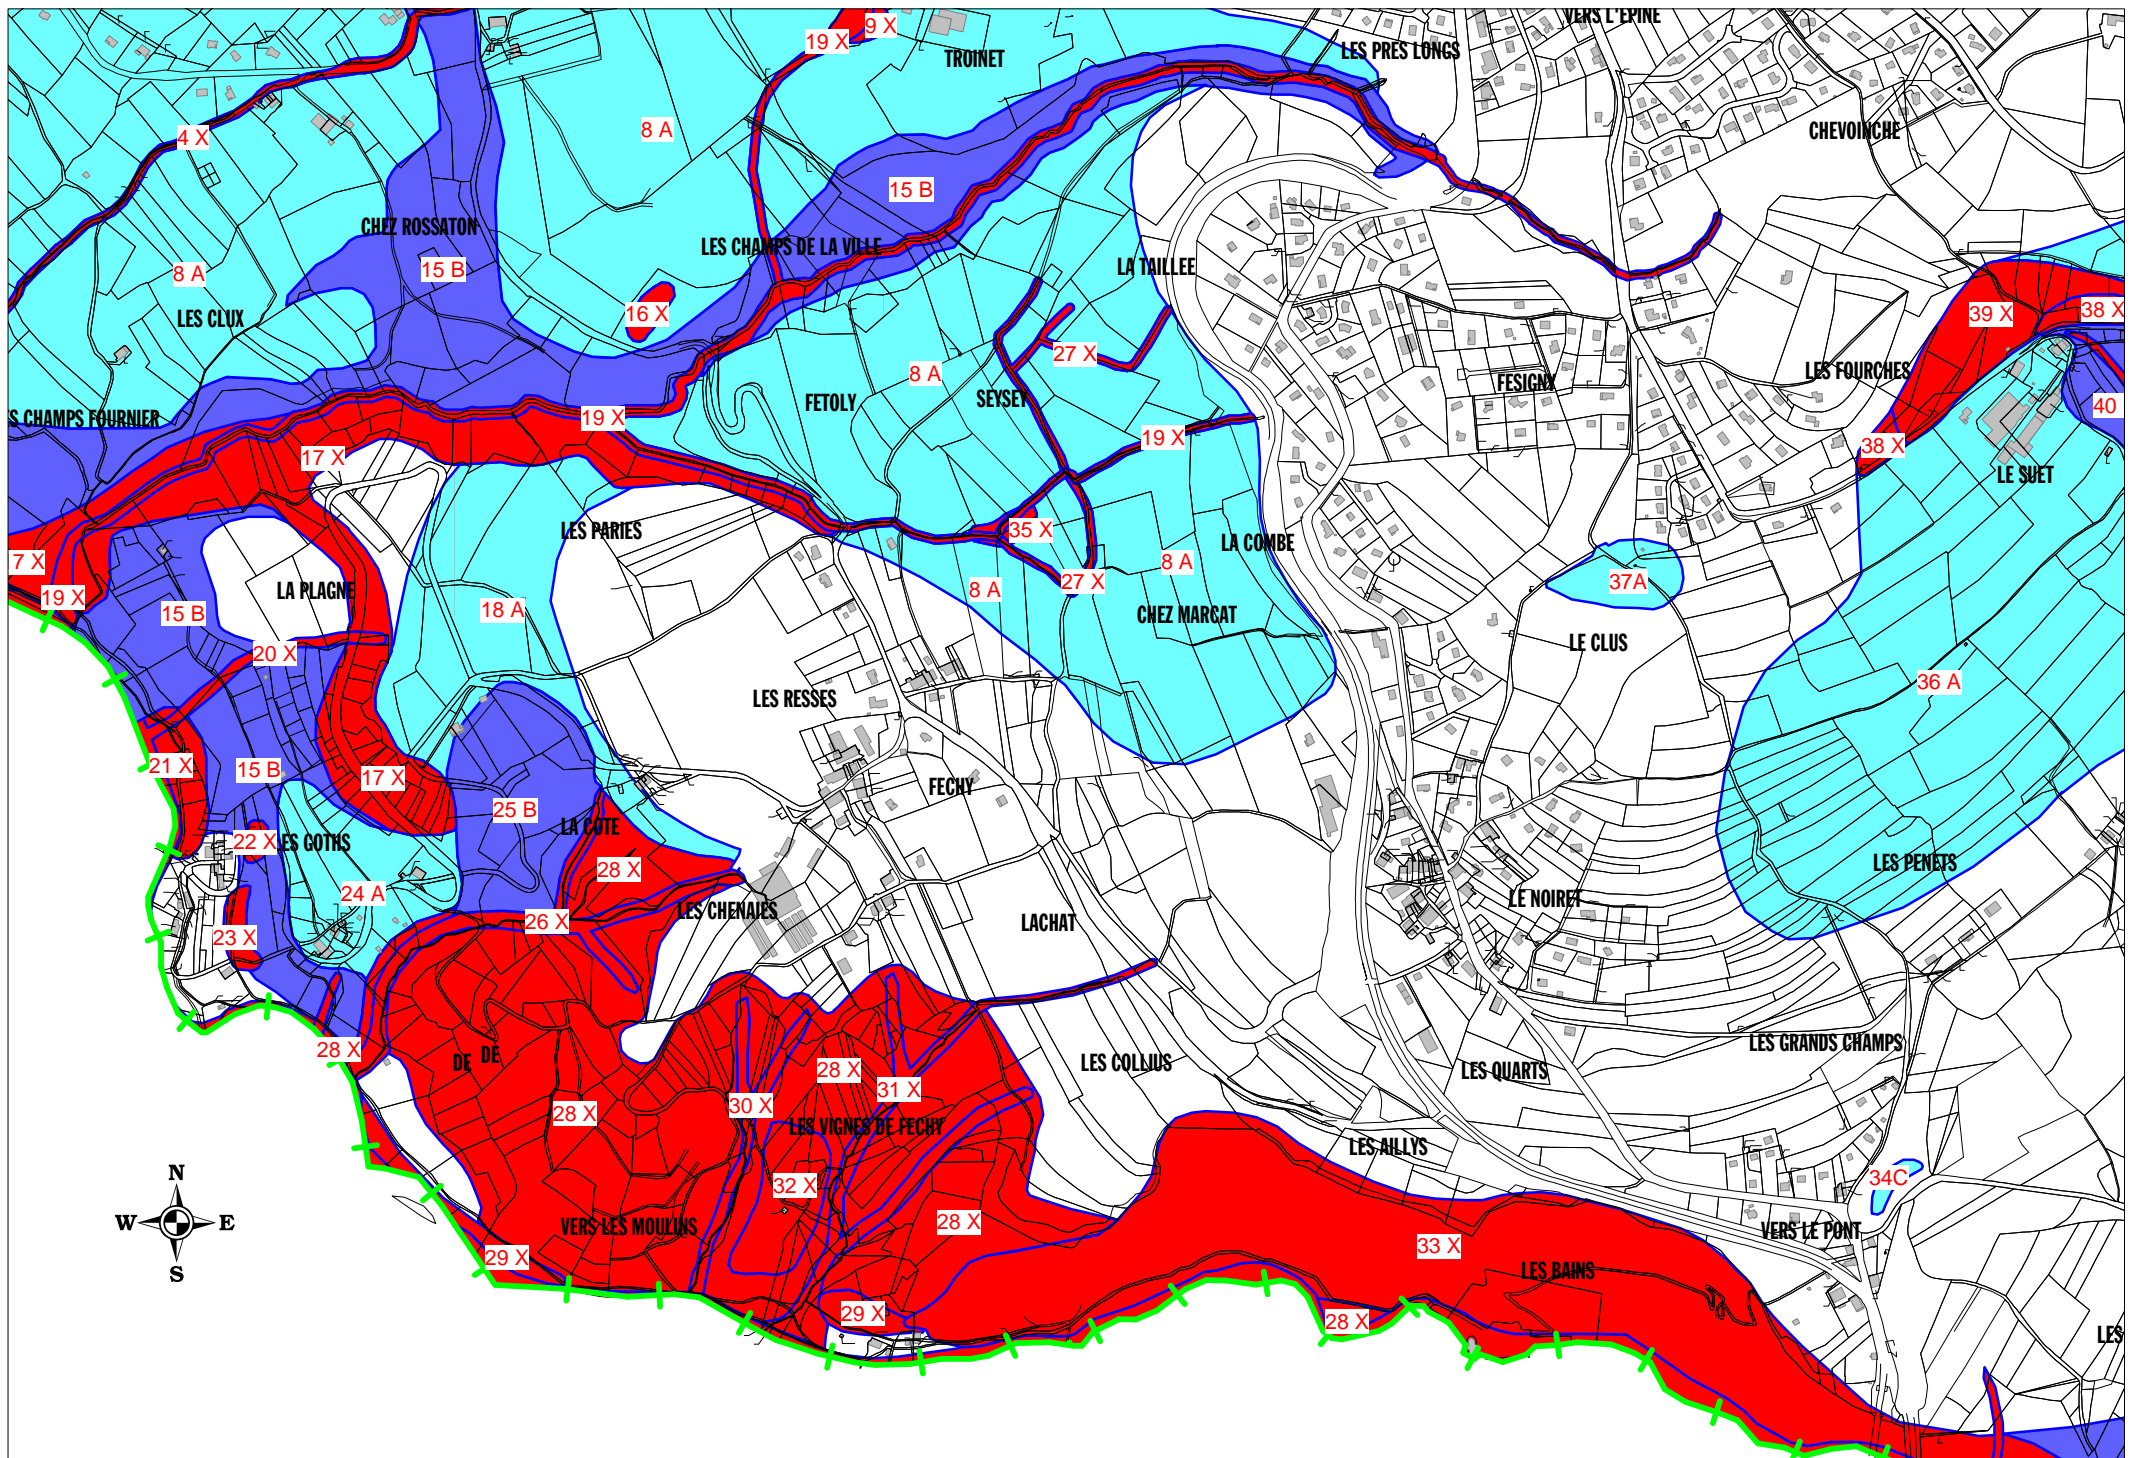 VERS L'EPINE
9 X
19 X
LES PRES LONGS
TROINET
8 A
CHEVOINCHE
4 X
15 B
CHEZ ROSSATON
LES CHAMPS DE LA VILLE
15 B
LA TAILLEE
8 A
LES CLUX
16 X
39 X
38 X
27 X
8 A
LES FOURCHES
FESIGNY
FETOLY
SEYSEY
40
S CHAMPS FOURNIER
19 X
19 X
38 X
17 X
LE SUET
LES PARIES
35 X
LA COMBE
7 X
8 A
27 X
8 A
37A
LA PLAGNE
19 X
15 B
18 A
CHEZ MARCAT
LE CLUS
20 X
36 A
LES RESSES
21 X
15 B
17 X
FECHY
25 B
LA COTE
22 X
ES GOTHS
28 X
LES PENETS
24 A
LE NOIRET
LES CHENAIES
26 X
LACHAT
23 X
28 X
DE
DE
LES GRANDS CHAMPS
LES COLLIUS
28 X
LES QUARTS
31 X
30 X
28 X
LES VIGNES DE FECHY
LES AILLYS
N
32 X
34C
W
E
28 X
VERS LES MOULINS
VERS LE PONT
33 X
29 X
S
LES BAINS
29 X
28 X
LES